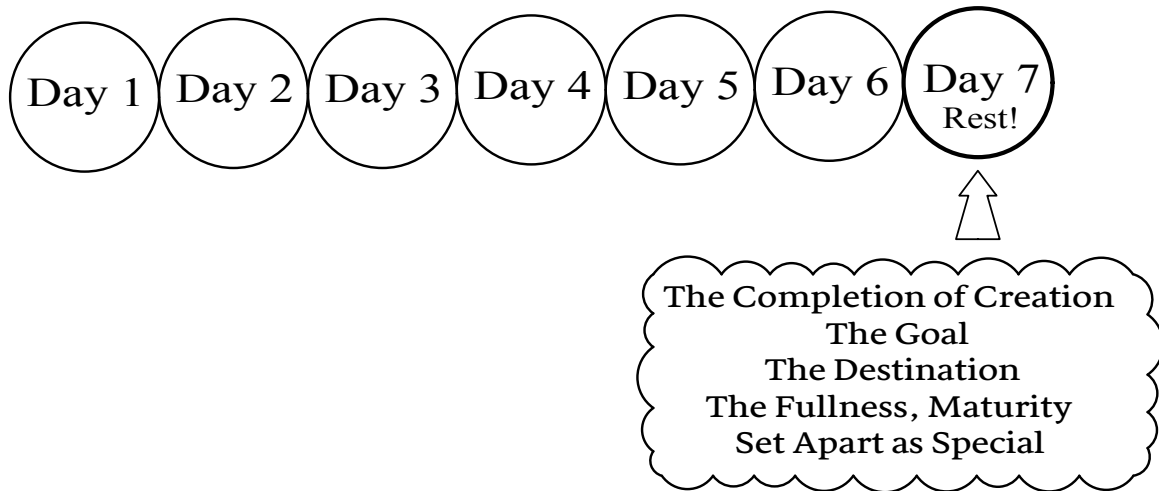 Day 1 Day 2 Day 3 Day 4 Day 5 Day 6 Day 7
Rest!
The Completion of Creation
The Goal
The Destination
The Fullness, Maturity
Set Apart as Special